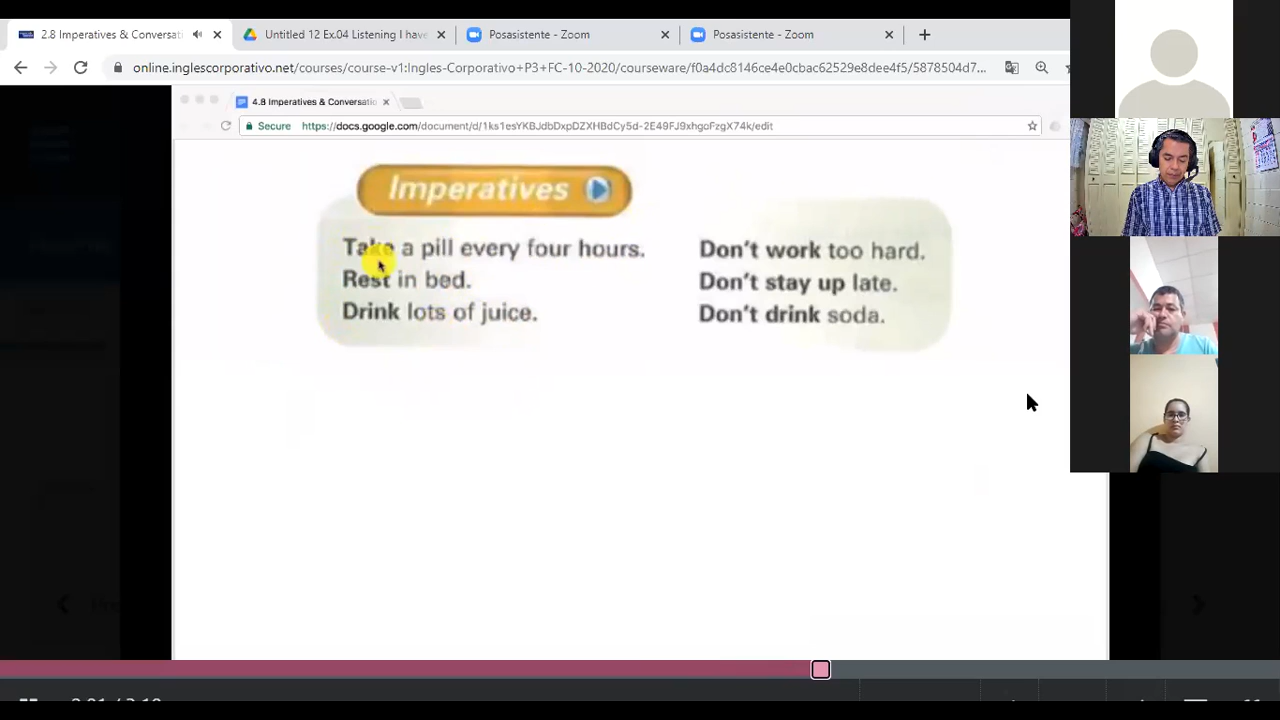 2.8 Imperatives & Conversati
Untitled 12 Ex.04 Listening I have
Posasistente - Zoom
Posasistente - Zoom
online.inglescorporativo.net/courses/course-v1:Ingles-Corporativo+P3+FC-10-2020/courseware/f0a4dc8146ce4e0cbac62529e8dee4f5/5878504d7...
4.8 Imperatives & Conversatio
Secure https://docs.google.com/document/d/1ks1esYKBJdbDxpDZXHBdCy5d-2E49FJ9xhgoFzgX74k/edit
Imperatives
Take a pill every four hours.
Rest in bed.
Drink lots of juice.
Don't work too hard.
Don't stay up late.
Don't drink soda.